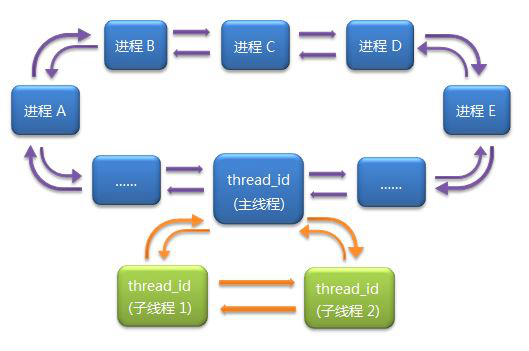 进程 B
进程 C
进程 D
进程 A
进程 E
......
thread_id
(主线程)
......
thread_id
(子线程 1)
thread_id
(子线程 2)